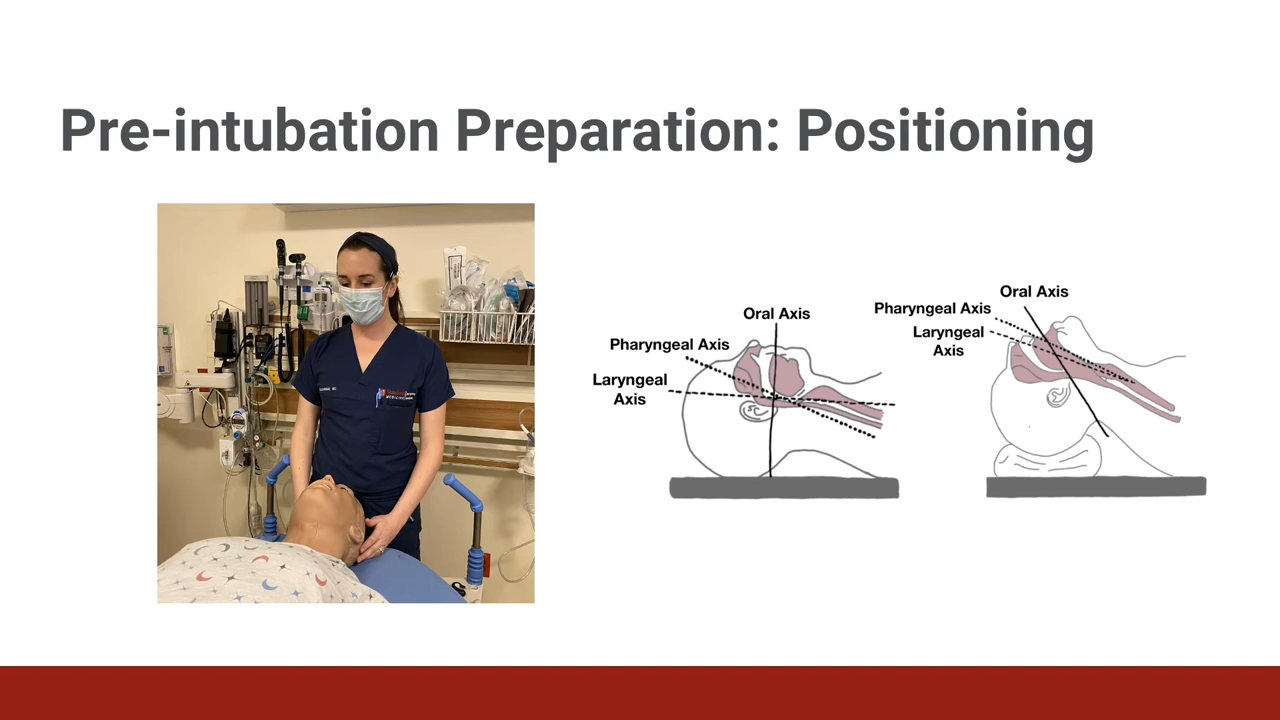 Pre-intubation Preparation: Positioning
Oral Axis
Pharyngeal Axis
Laryngeal
Axis
Oral Axis
Pharyngeal Axis
Laryngeal
Axis